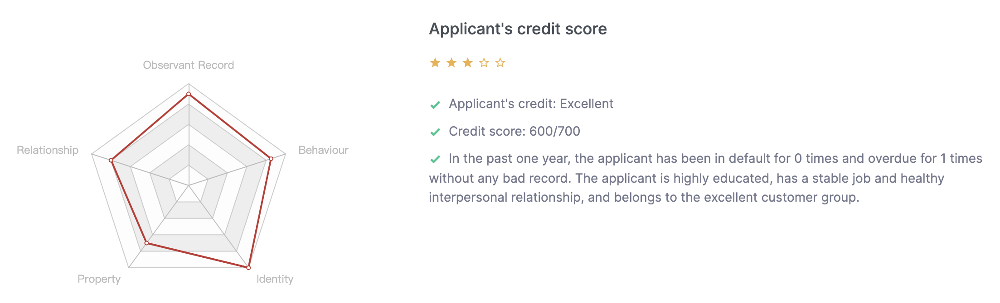 Applicant's credit score
Observant Record
Relationship
Behaviour
Property
Identity
Applicant's credit: Excellent
Credit score: 600/700
In the past one year, the applicant has been in default for 0 times and overdue for 1 times
without any bad record. The applicant is highly educated, has a stable job and healthy
interpersonal relationship, and belongs to the excellent customer group.